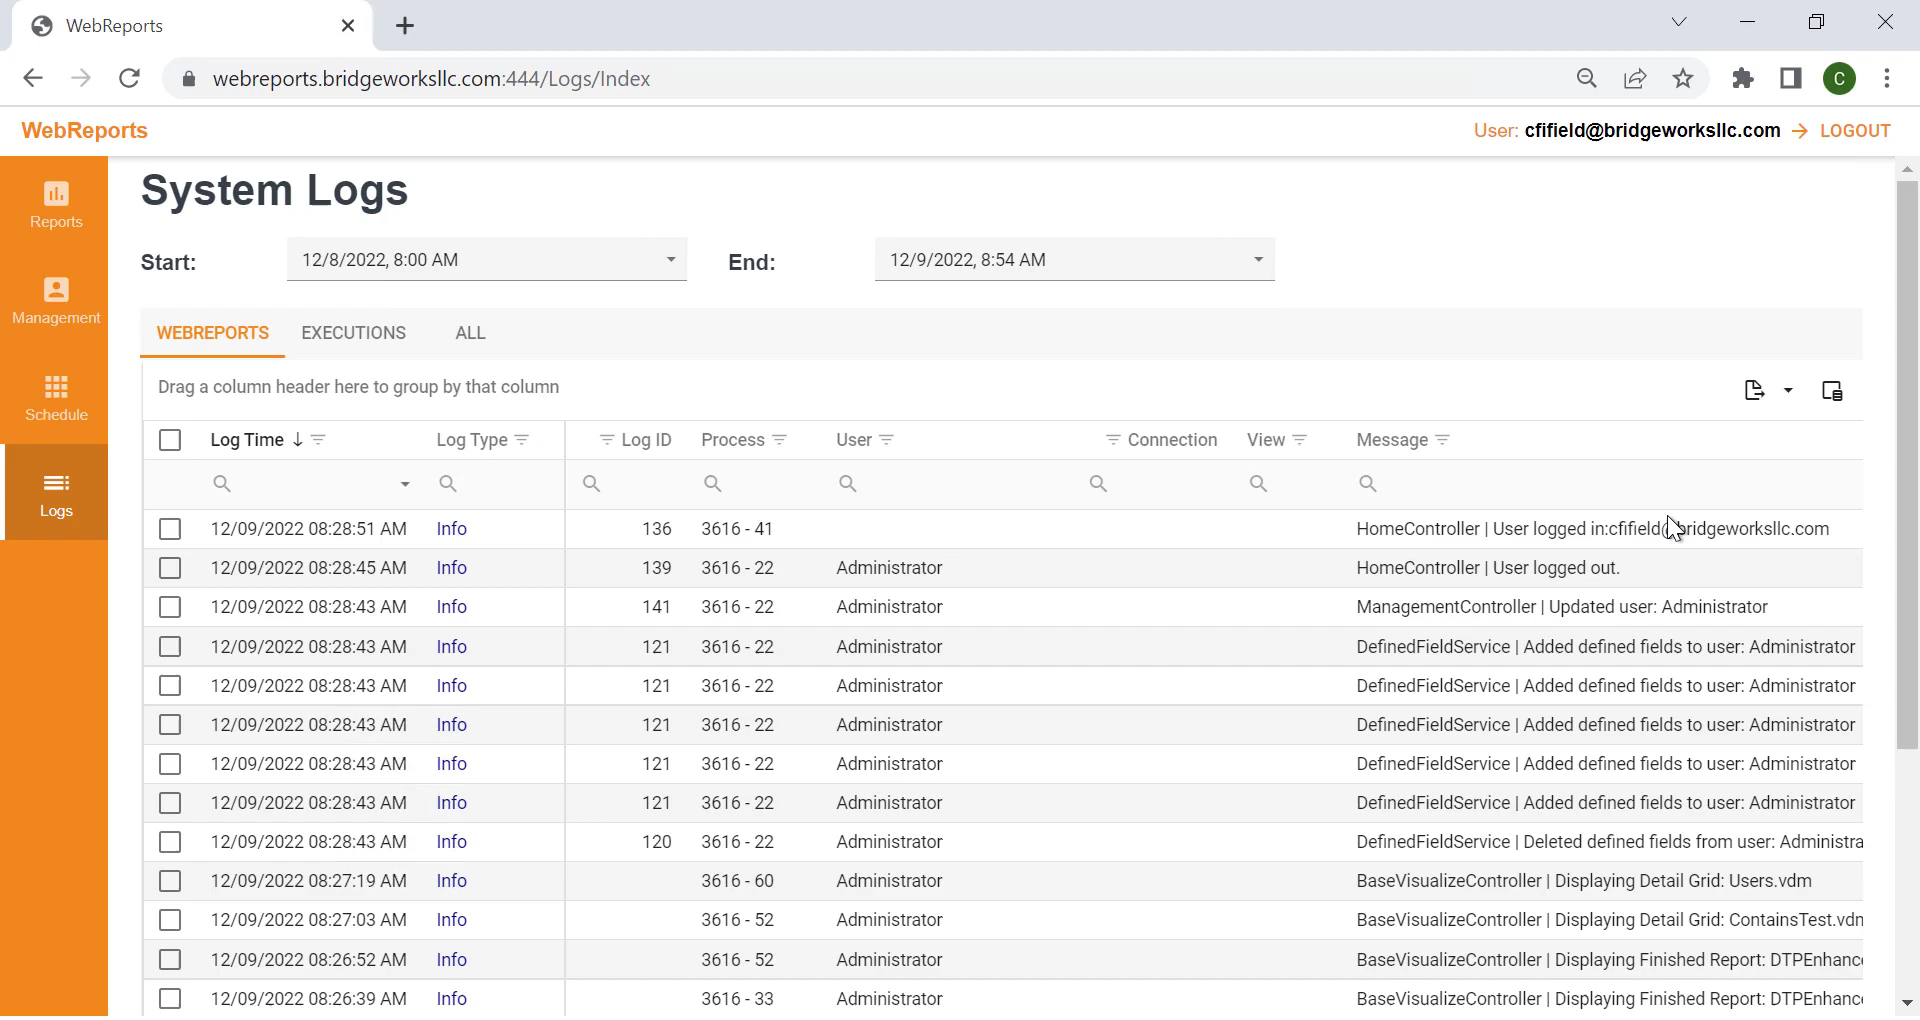 WebReports
webreports.bridgeworksllc.com:444/Logs/Index
C
WebReports
User: cfifield@bridgeworksllc.com → LOGOUT
Reports
Management
Schedule
Logs
System Logs
Start: 12/8/2022, 8:00 AM End: 12/9/2022, 8:54 AM
WEBREPORTS EXECUTIONS ALL
Drag a column header here to group by that column
Log Time ↓ Log Type Log ID Process User Connection View Message
12/09/2022 08:28:51 AM Info 136 3616 - 41 HomeController | User logged in:cfifield@bridgeworksllc.com
12/09/2022 08:28:45 AM Info 139 3616 - 22 Administrator HomeController | User logged out.
12/09/2022 08:28:43 AM Info 141 3616 - 22 Administrator ManagementController | Updated user: Administrator
12/09/2022 08:28:43 AM Info 121 3616 - 22 Administrator DefinedFieldService | Added defined fields to user: Administrator
12/09/2022 08:28:43 AM Info 121 3616 - 22 Administrator DefinedFieldService | Added defined fields to user: Administrator
12/09/2022 08:28:43 AM Info 121 3616 - 22 Administrator DefinedFieldService | Added defined fields to user: Administrator
12/09/2022 08:28:43 AM Info 121 3616 - 22 Administrator DefinedFieldService | Added defined fields to user: Administrator
12/09/2022 08:28:43 AM Info 121 3616 - 22 Administrator DefinedFieldService | Added defined fields to user: Administrator
12/09/2022 08:28:43 AM Info 120 3616 - 22 Administrator DefinedFieldService | Deleted defined fields from user: Administra
12/09/2022 08:27:19 AM Info 3616 - 60 Administrator BaseVisualizeController | Displaying Detail Grid: Users.vdm
12/09/2022 08:27:03 AM Info 3616 - 52 Administrator BaseVisualizeController | Displaying Detail Grid: ContainsTest.vdm
12/09/2022 08:26:52 AM Info 3616 - 52 Administrator BaseVisualizeController | Displaying Finished Report: DTPEnhanc
12/09/2022 08:26:39 AM Info 3616 - 33 Administrator BaseVisualizeController | Displaying Finished Report: DTPEnhanc